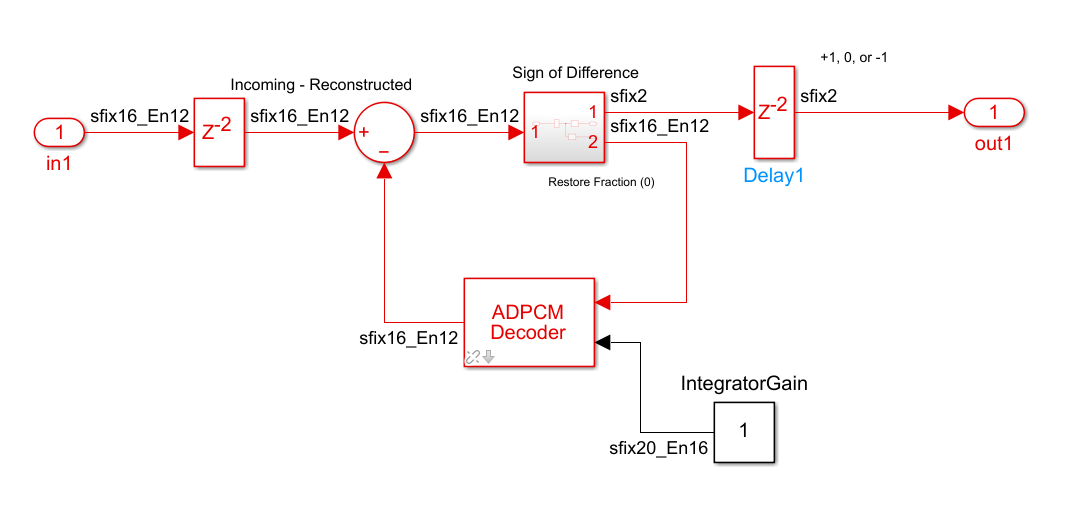 +1, 0, or -1
Incoming - Reconstructed
Sign of Difference
sfix16_En12
sfix16_En12
sfix16_En12
sfix2
sfix2
1
in1
Z-2
+
−
1
1
2
sfix16_En12
Z-2
Delay1
1
out1
Restore Fraction (0)
ADPCM
Decoder
sfix16_En12
IntegratorGain
1
sfix20_En16